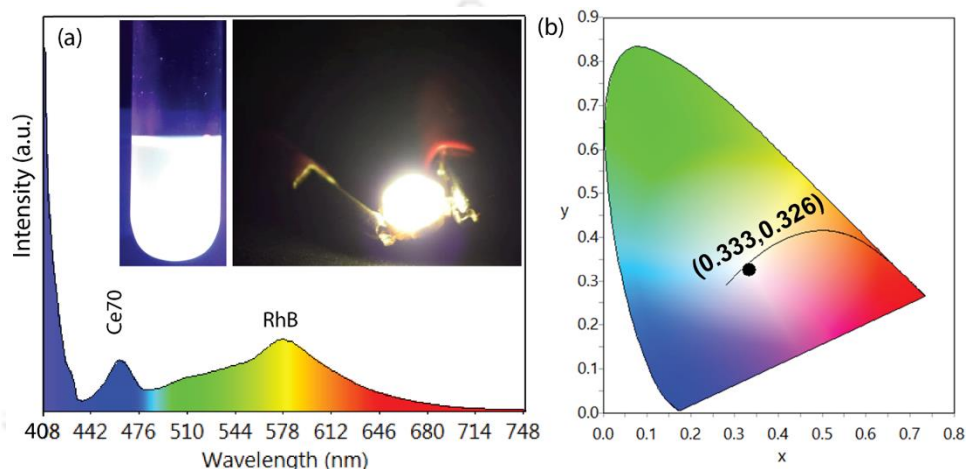 (a)
Intensity (a.u.)
Ce70
RhB
408 442 476 510 544 578 612 646 680 714 748
Wavelength (nm)
(b)
0.9
0.8
0.7
0.6
0.5
y
0.4
0.3
0.2
0.1
0.0
(0.333,0.326)
0.0 0.1 0.2 0.3 0.4 0.5 0.6 0.7 0.8
x